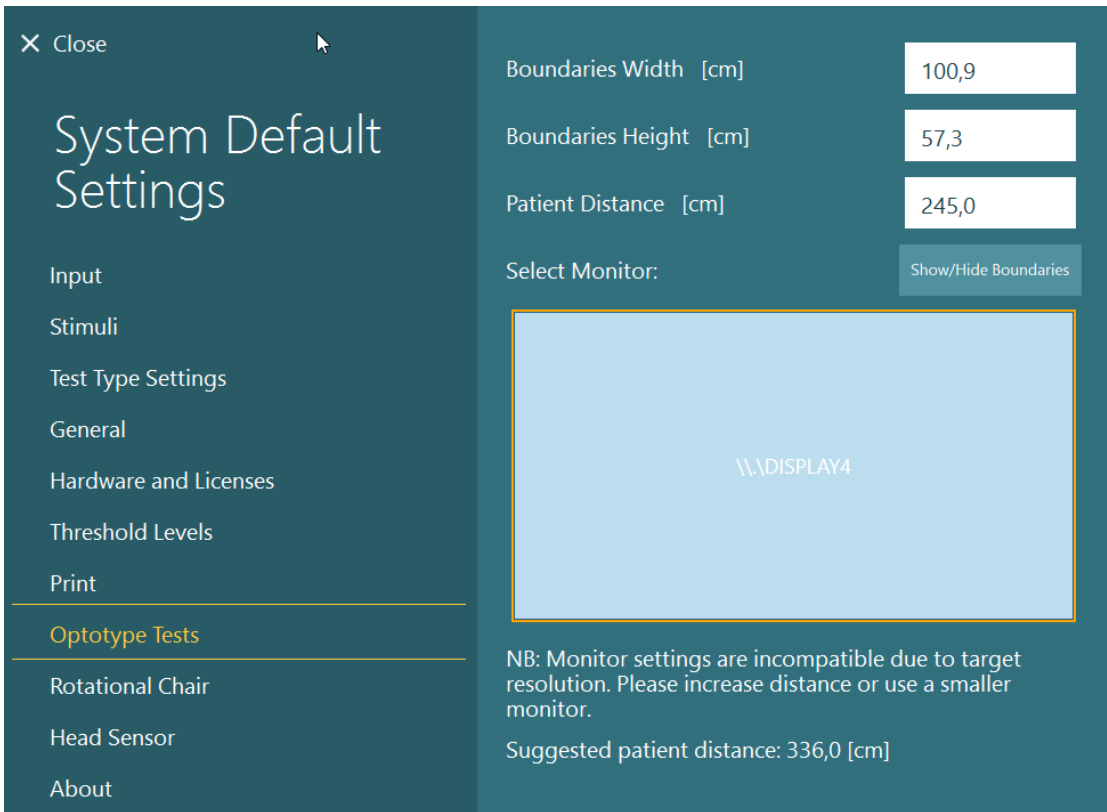 Close
System Default
Settings
Input
Stimuli
Test Type Settings
General
Hardware and Licenses
Threshold Levels
Print
Optotype Tests
Rotational Chair
Head Sensor
About
Boundaries Width [cm] 100,9
Boundaries Height [cm] 57,3
Patient Distance [cm] 245,0
Select Monitor: Show/Hide Boundaries
\\.\DISPLAY4
NB: Monitor settings are incompatible due to target
resolution. Please increase distance or use a smaller
monitor.
Suggested patient distance: 336,0 [cm]